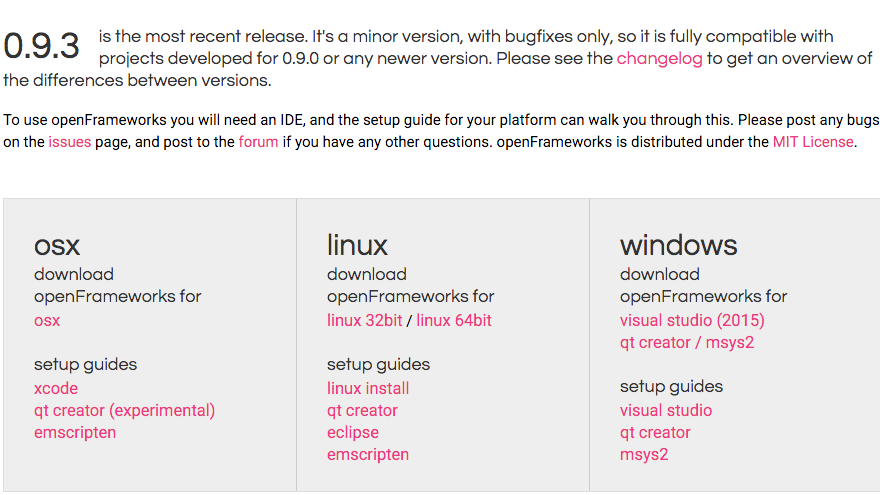 0.9.3 is the most recent release. It's a minor version, with bugfixes only, so it is fully compatible with
projects developed for 0.9.0 or any newer version. Please see the changelog to get an overview of
the differences between versions.
To use openFrameworks you will need an IDE, and the setup guide for your platform can walk you through this. Please post any bugs
on the issues page, and post to the forum if you have any other questions. openFrameworks is distributed under the MIT License.
osx
download
openFrameworks for
osx
setup guides
xcode
qt creator (experimental)
emscripten
linux
download
openFrameworks for
linux 32bit / linux 64bit
setup guides
linux install
qt creator
eclipse
emscripten
windows
download
openFrameworks for
visual studio (2015)
qt creator / msys2
setup guides
visual studio
qt creator
msys2